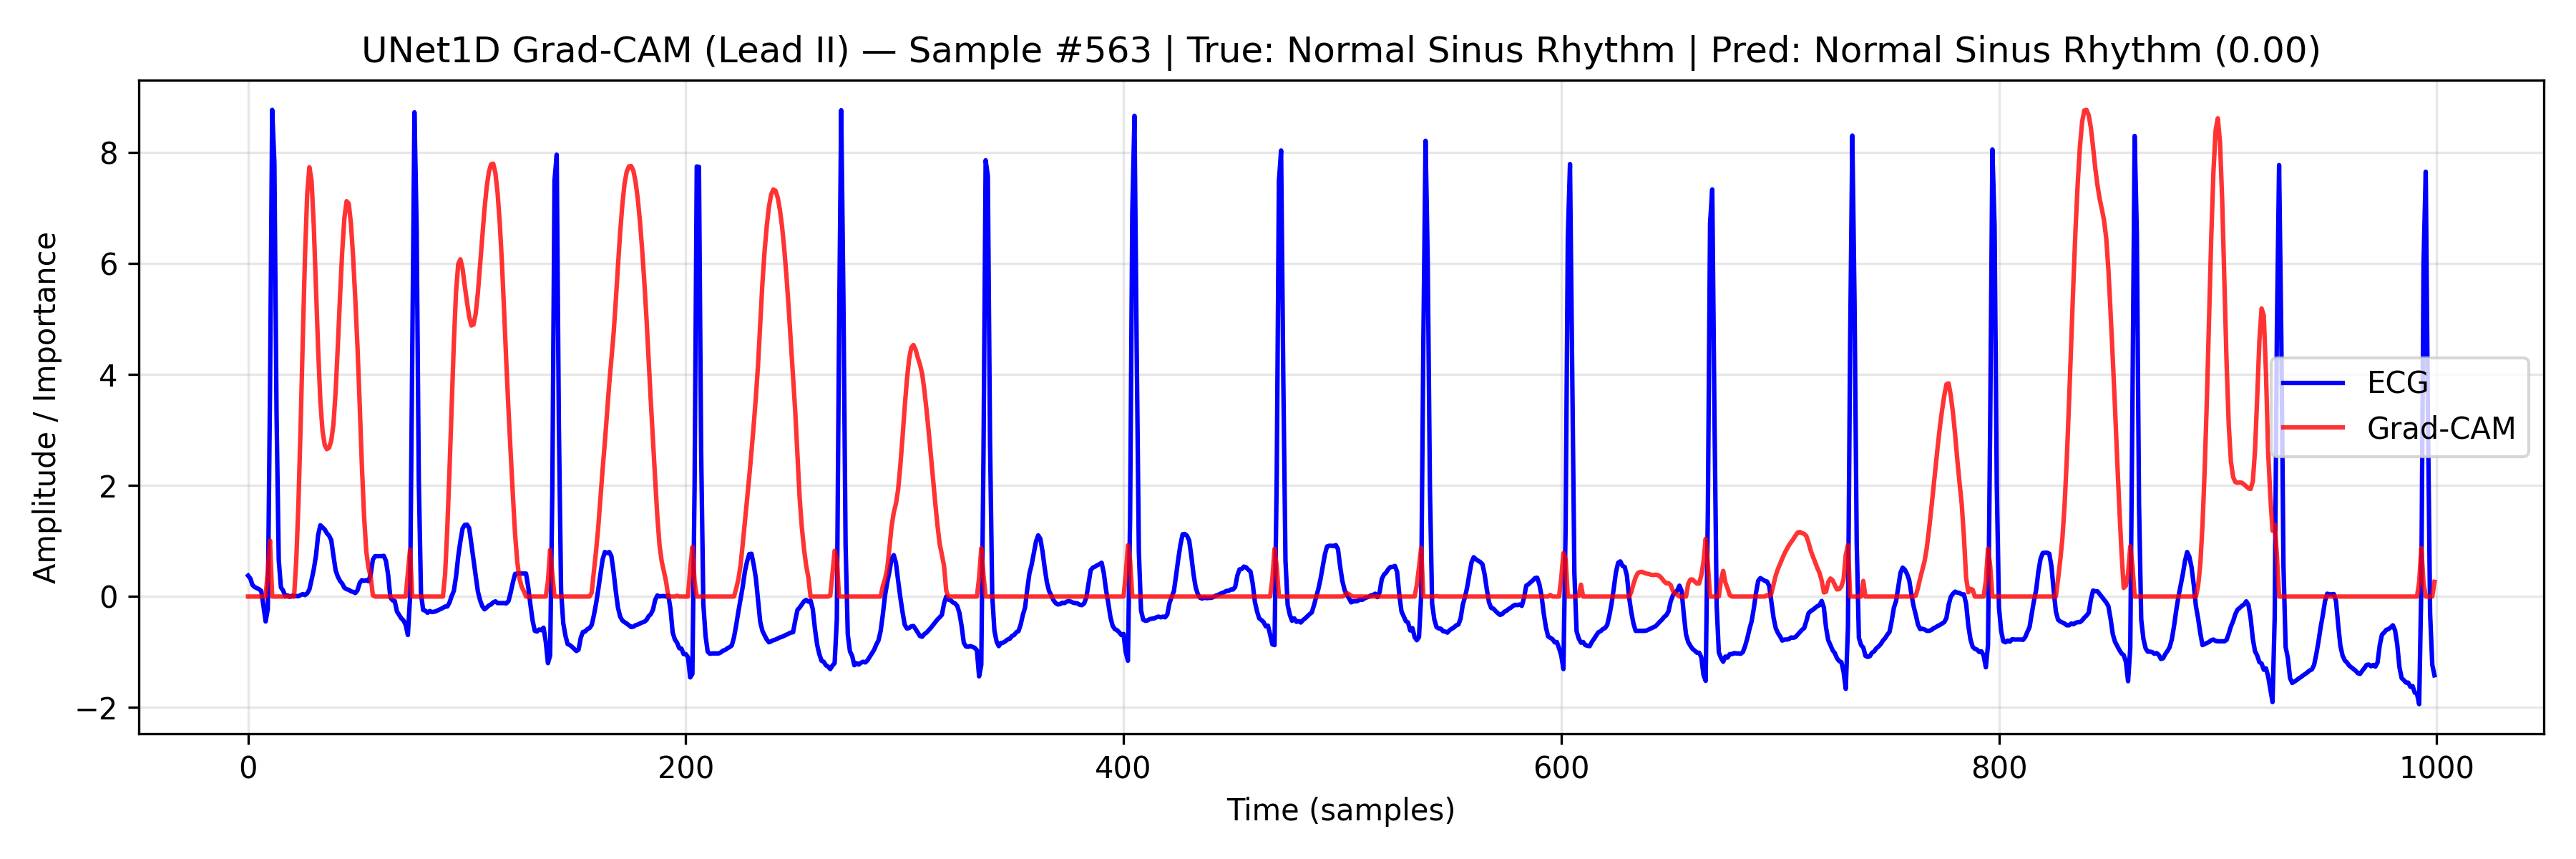 UNet1D Grad-CAM (Lead II) — Sample #563 | True: Normal Sinus Rhythm | Pred: Normal Sinus Rhythm (0.00)
Amplitude / Importance
8
6
4
2
0
−2
ECG
Grad-CAM
0 200 400 600 800 1000
Time (samples)